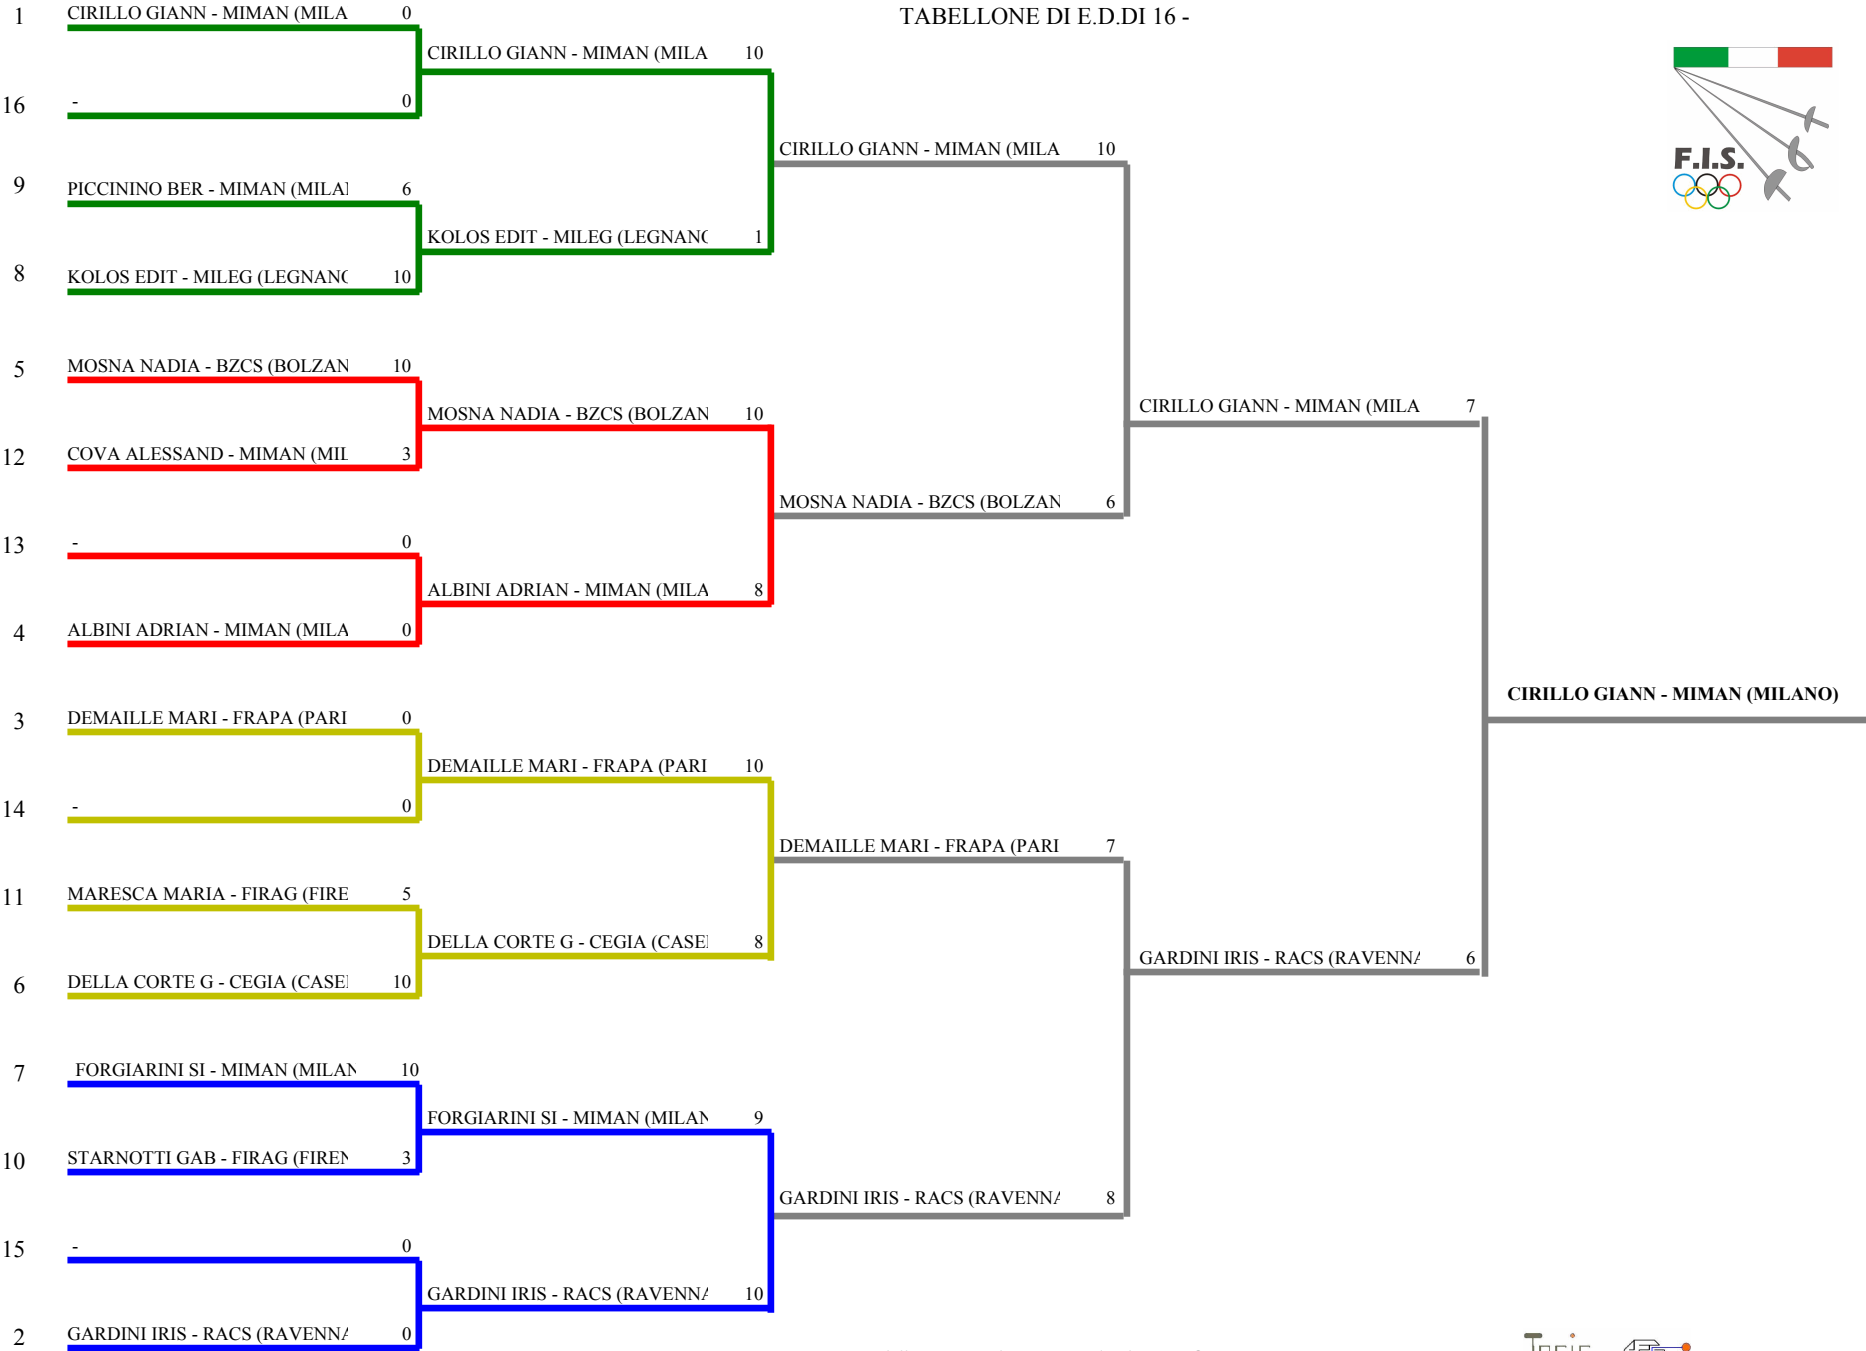 TABELLONE DI E.D.DI 16 -
F.I.S.
1 CIRILLO GIANN - MIMAN (MILA 0
16 - 0
9 PICCININO BER - MIMAN (MILA 6
8 KOLOS EDIT - MILEG (LEGNANO 10
5 MOSNA NADIA - BZCS (BOLZAN 10
12 COVA ALESSAND - MIMAN (MIL 3
13 - 0
4 ALBINI ADRIAN - MIMAN (MILA 0
3 DEMAILLE MARI - FRAPA (PARI 0
14 - 0
11 MARESCA MARIA - FIRAG (FIRE 5
6 DELLA CORTE G - CEGIA (CASE 10
7 FORGIARINI SI - MIMAN (MILAN 10
10 STARNOTTI GAB - FIRAG (FIREN 3
15 - 0
2 GARDINI IRIS - RACS (RAVENNA 0
CIRILLO GIANN - MIMAN (MILA 10
KOLOS EDIT - MILEG (LEGNANO 1
MOSNA NADIA - BZCS (BOLZAN 10
ALBINI ADRIAN - MIMAN (MILA 8
DEMAILLE MARI - FRAPA (PARI 10
DELLA CORTE G - CEGIA (CASE 8
FORGIARINI SI - MIMAN (MILAN 9
GARDINI IRIS - RACS (RAVENNA 10
CIRILLO GIANN - MIMAN (MILA 10
MOSNA NADIA - BZCS (BOLZAN 6
DEMAILLE MARI - FRAPA (PARI 7
GARDINI IRIS - RACS (RAVENNA 8
CIRILLO GIANN - MIMAN (MILA 7
GARDINI IRIS - RACS (RAVENNA 6
CIRILLO GIANN - MIMAN (MILANO)